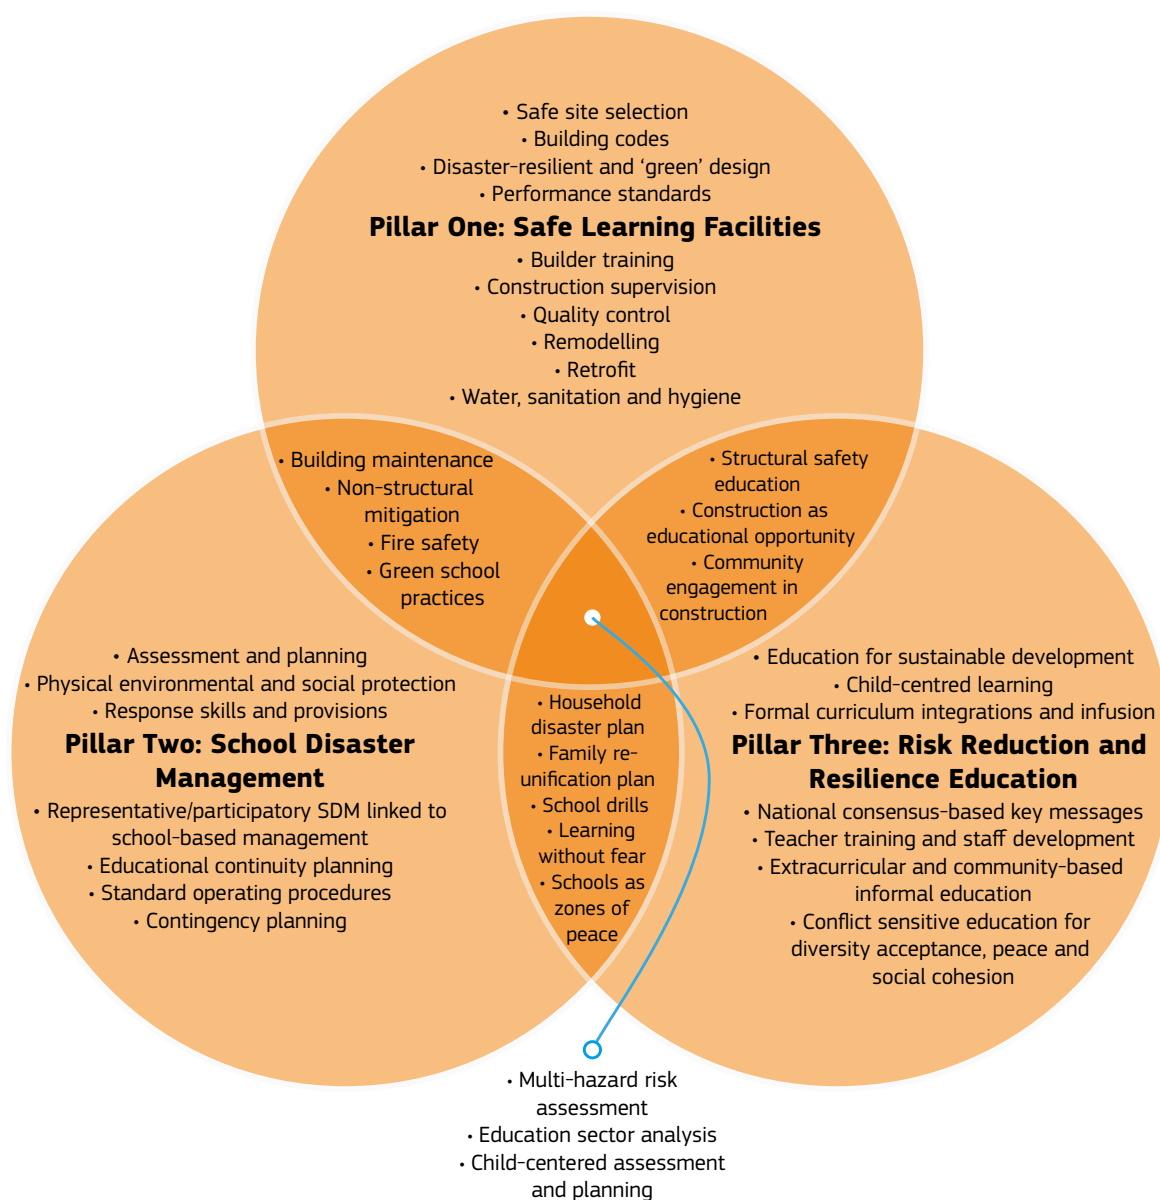 • Safe site selection
• Building codes
• Disaster-resilient and ‘green’ design
• Performance standards
Pillar One: Safe Learning Facilities
• Builder training
• Construction supervision
• Quality control
• Remodelling
• Retrofit
• Water, sanitation and hygiene
• Building maintenance
• Non-structural
mitigation
• Fire safety
• Green school
practices
• Structural safety
education
• Construction as
educational opportunity
• Community
engagement in
construction
• Assessment and planning
• Physical environmental and social protection
• Response skills and provisions
Pillar Two: School Disaster
Management
• Representative/participatory SDM linked to
school-based management
• Educational continuity planning
• Standard operating procedures
• Contingency planning
• Household
disaster plan
• Family re-
unification plan
• School drills
• Learning
without fear
• Schools as
zones of
peace
• Education for sustainable development
• Child-centred learning
• Formal curriculum integrations and infusion
Pillar Three: Risk Reduction and
Resilience Education
• National consensus-based key messages
• Teacher training and staff development
• Extracurricular and community-based
informal education
• Conflict sensitive education for
diversity acceptance, peace and
social cohesion
• Multi-hazard risk
assessment
• Education sector analysis
• Child-centered assessment
and planning